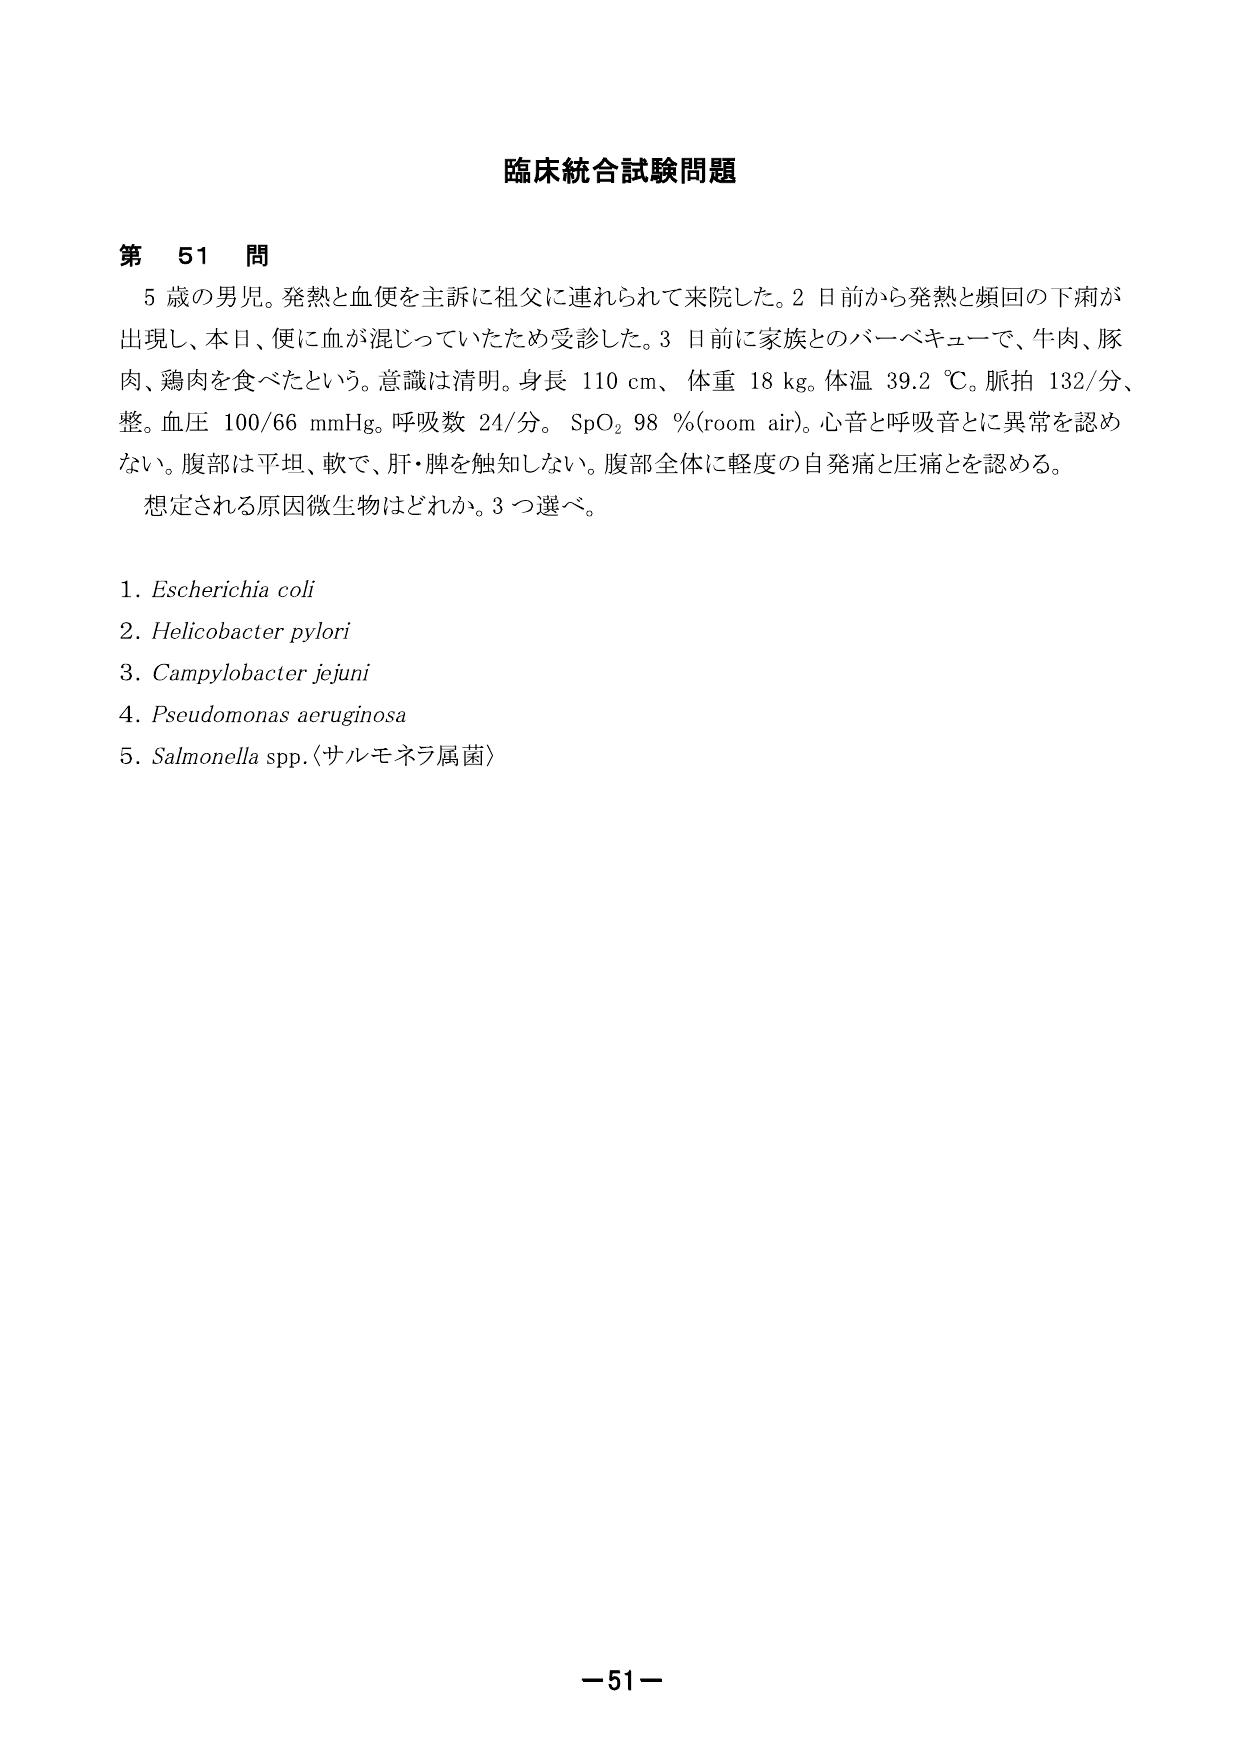 臨床統合試験問題
第 51 問
5 歳の男児。発熱と血便を主訴に祖父に連れられて来院した。2 日前から発熱と頻回の下痢が
出現し、本日、便に血が混じっていたため受診した。3 日前に家族とのバーベキューで、牛肉、豚
肉、鶏肉を食べたという。意識は清明。身長 110 cm、 体重 18 kg。体温 39.2 ℃。脈拍 132/分、
整。血圧 100/66 mmHg。呼吸数 24/分。 SpO₂ 98 %(room air)。心音と呼吸音とに異常を認め
ない。腹部は平坦、軟で、肝・脾を触知しない。腹部全体に軽度の自発痛と圧痛とを認める。
想定される原因微生物はどれか。3 つ選べ。
1. Escherichia coli
2. Helicobacter pylori
3. Campylobacter jejuni
4. Pseudomonas aeruginosa
5. Salmonella spp.〈サルモネラ属菌〉
―51―